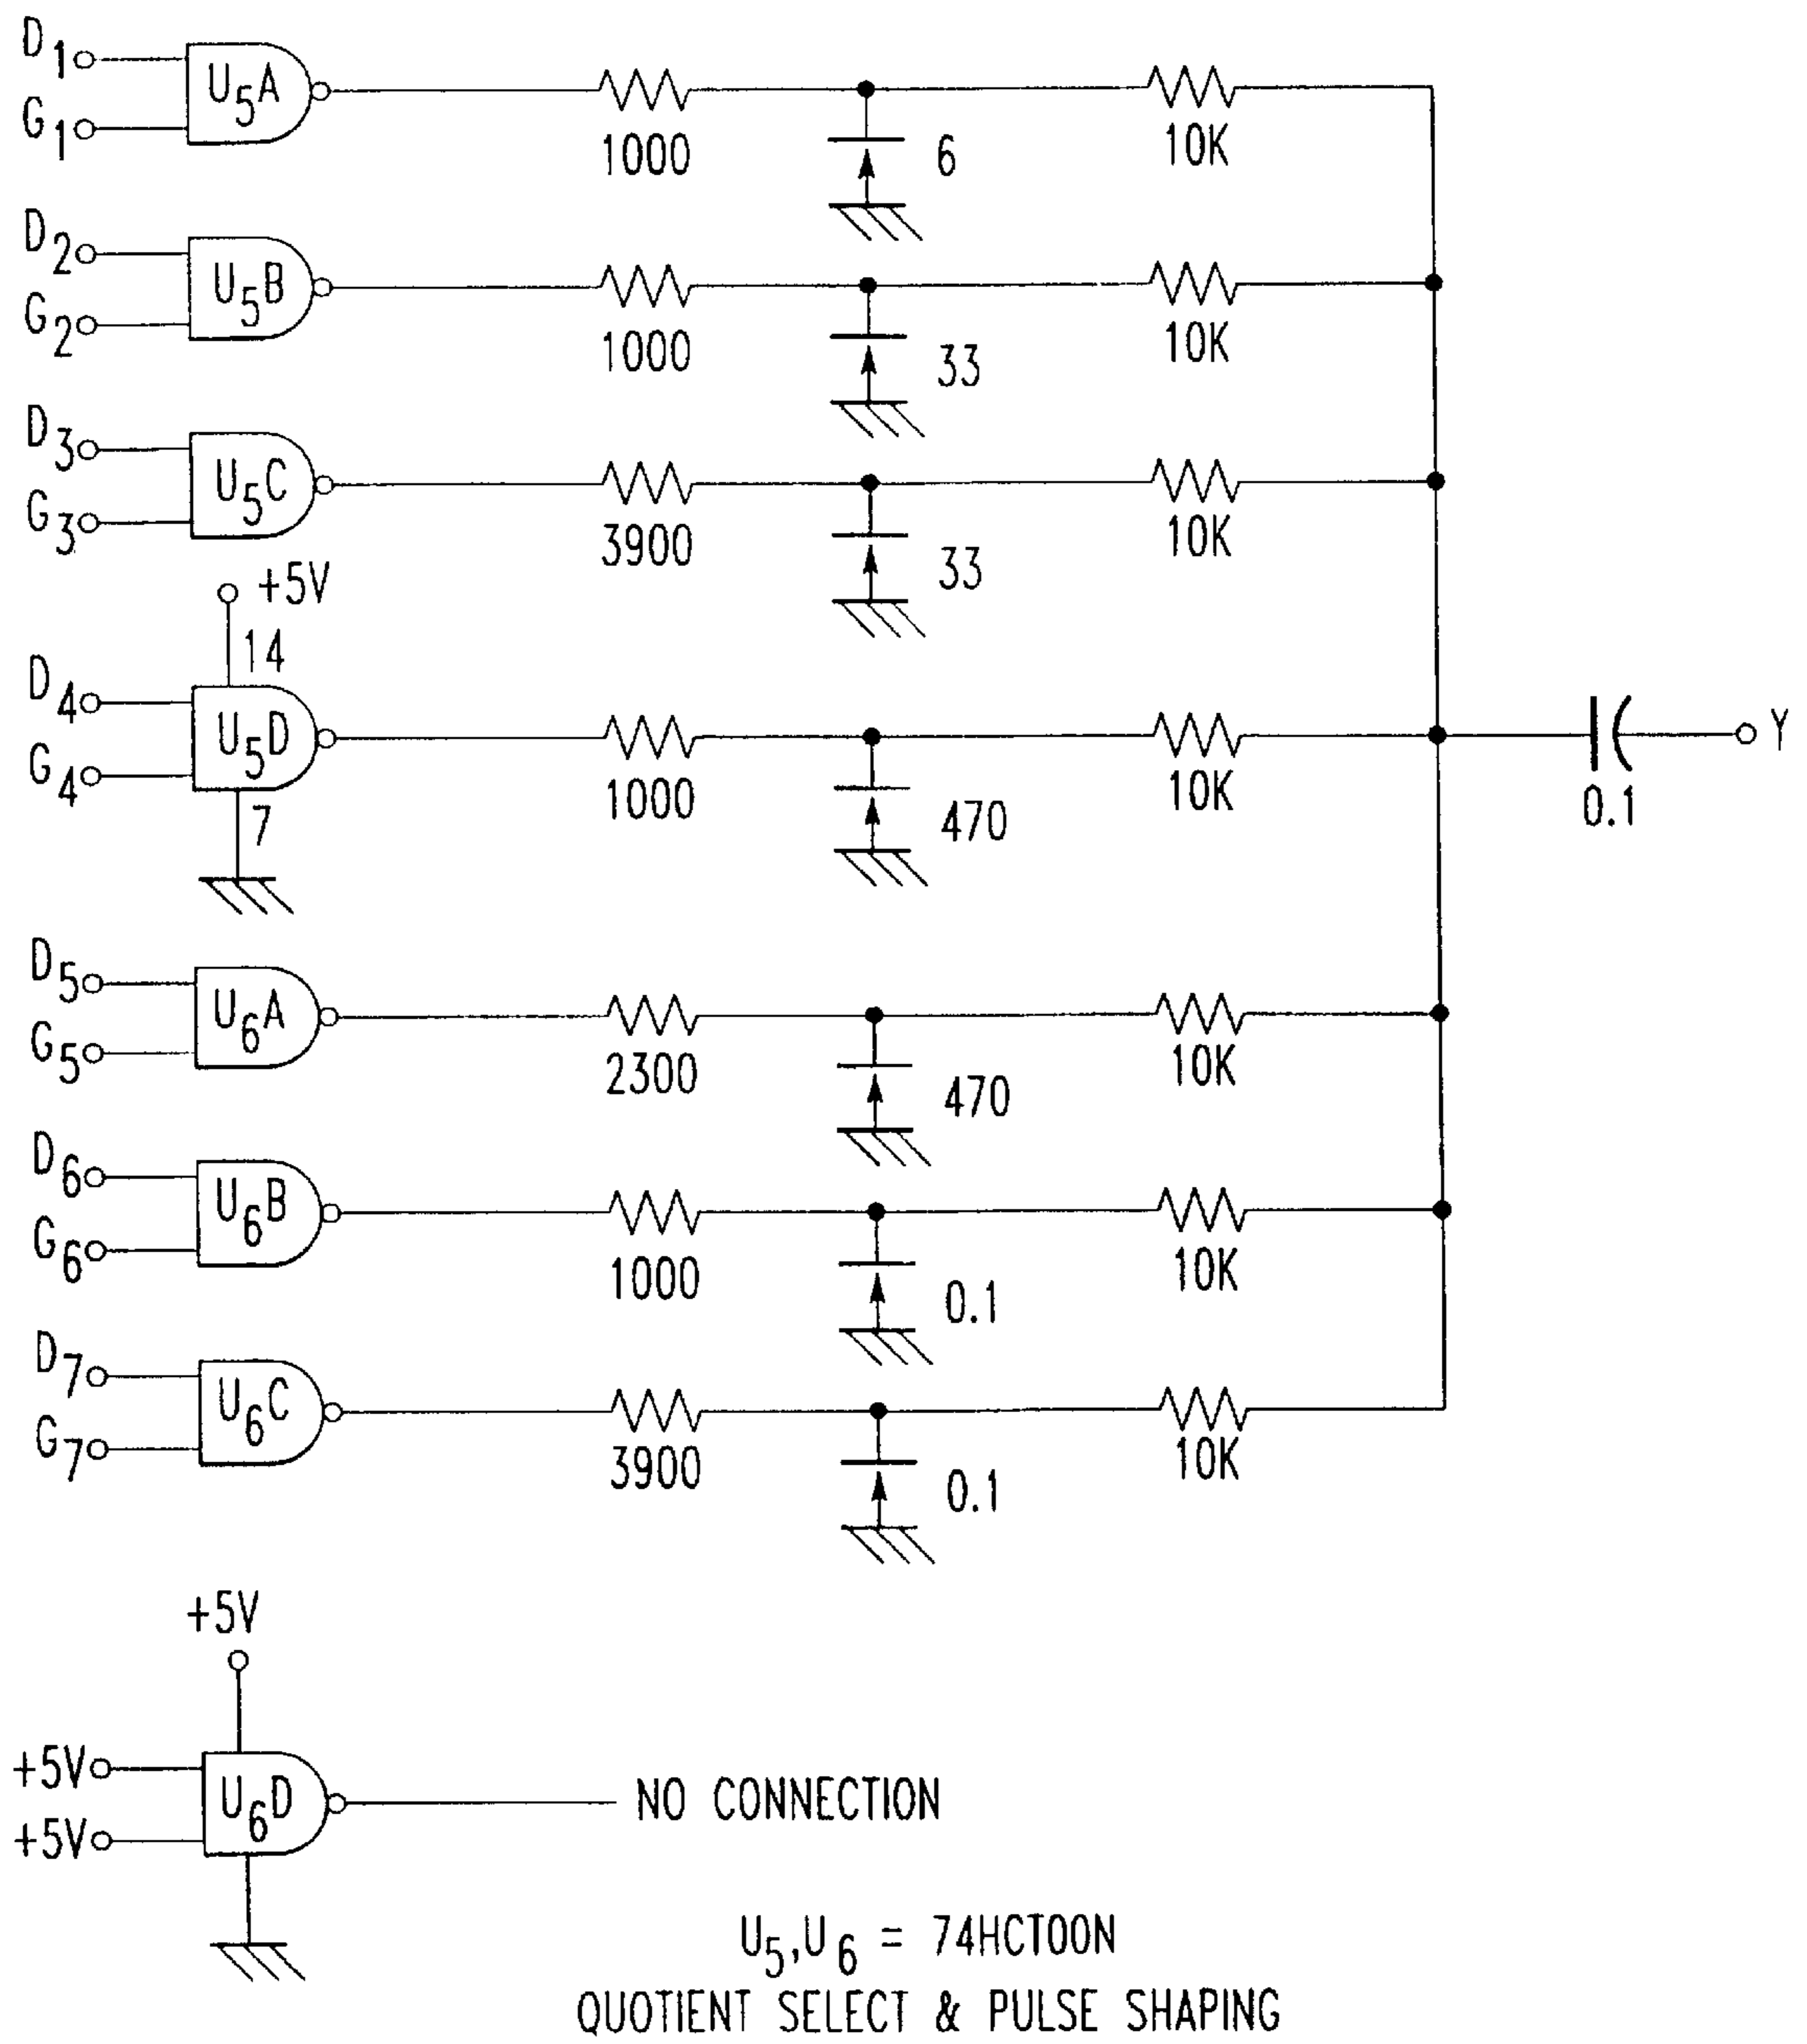 D1
U5A
G1
1000
6
10K
D2
U5B
G2
1000
33
10K
D3
U5C
G3
3900
33
10K
+5V
14
D4
U5D
G4
7
1000
470
10K
0.1
Y
D5
U6A
G5
2300
470
10K
D6
U6B
G6
1000
0.1
10K
D7
U6C
G7
3900
0.1
10K
+5V
+5V
U6D
+5V
NO CONNECTION
U5,U6 = 74HCT00N
QUOTIENT SELECT & PULSE SHAPING